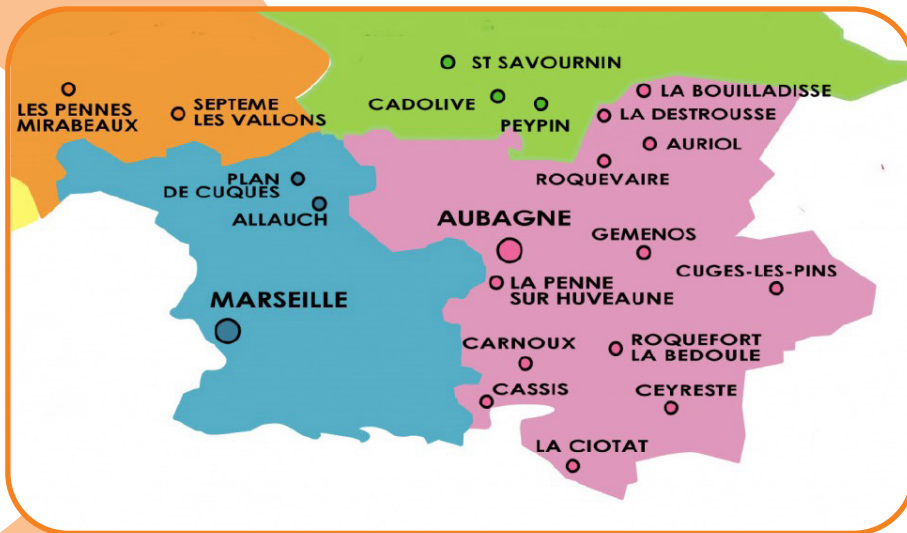 ST SAVOURNIN
LES PENNES
MIRABEAUX
SEPTEME
LES VALLONS
CADOLIVE
PEYPIN
LA BOUILLADISSE
LA DESTROUSSE
AURIOL
ROQUEVAIRE
PLAN
DE CUQUES
ALLAUCH
AUBAGNE
GEMENOS
CUGES-LES-PINS
LA PENNE
SUR HUVEAUNE
MARSEILLE
CARNOUX
ROQUEFORT
LA BEDOULE
CASSIS
CEYRESTE
LA CIOTAT